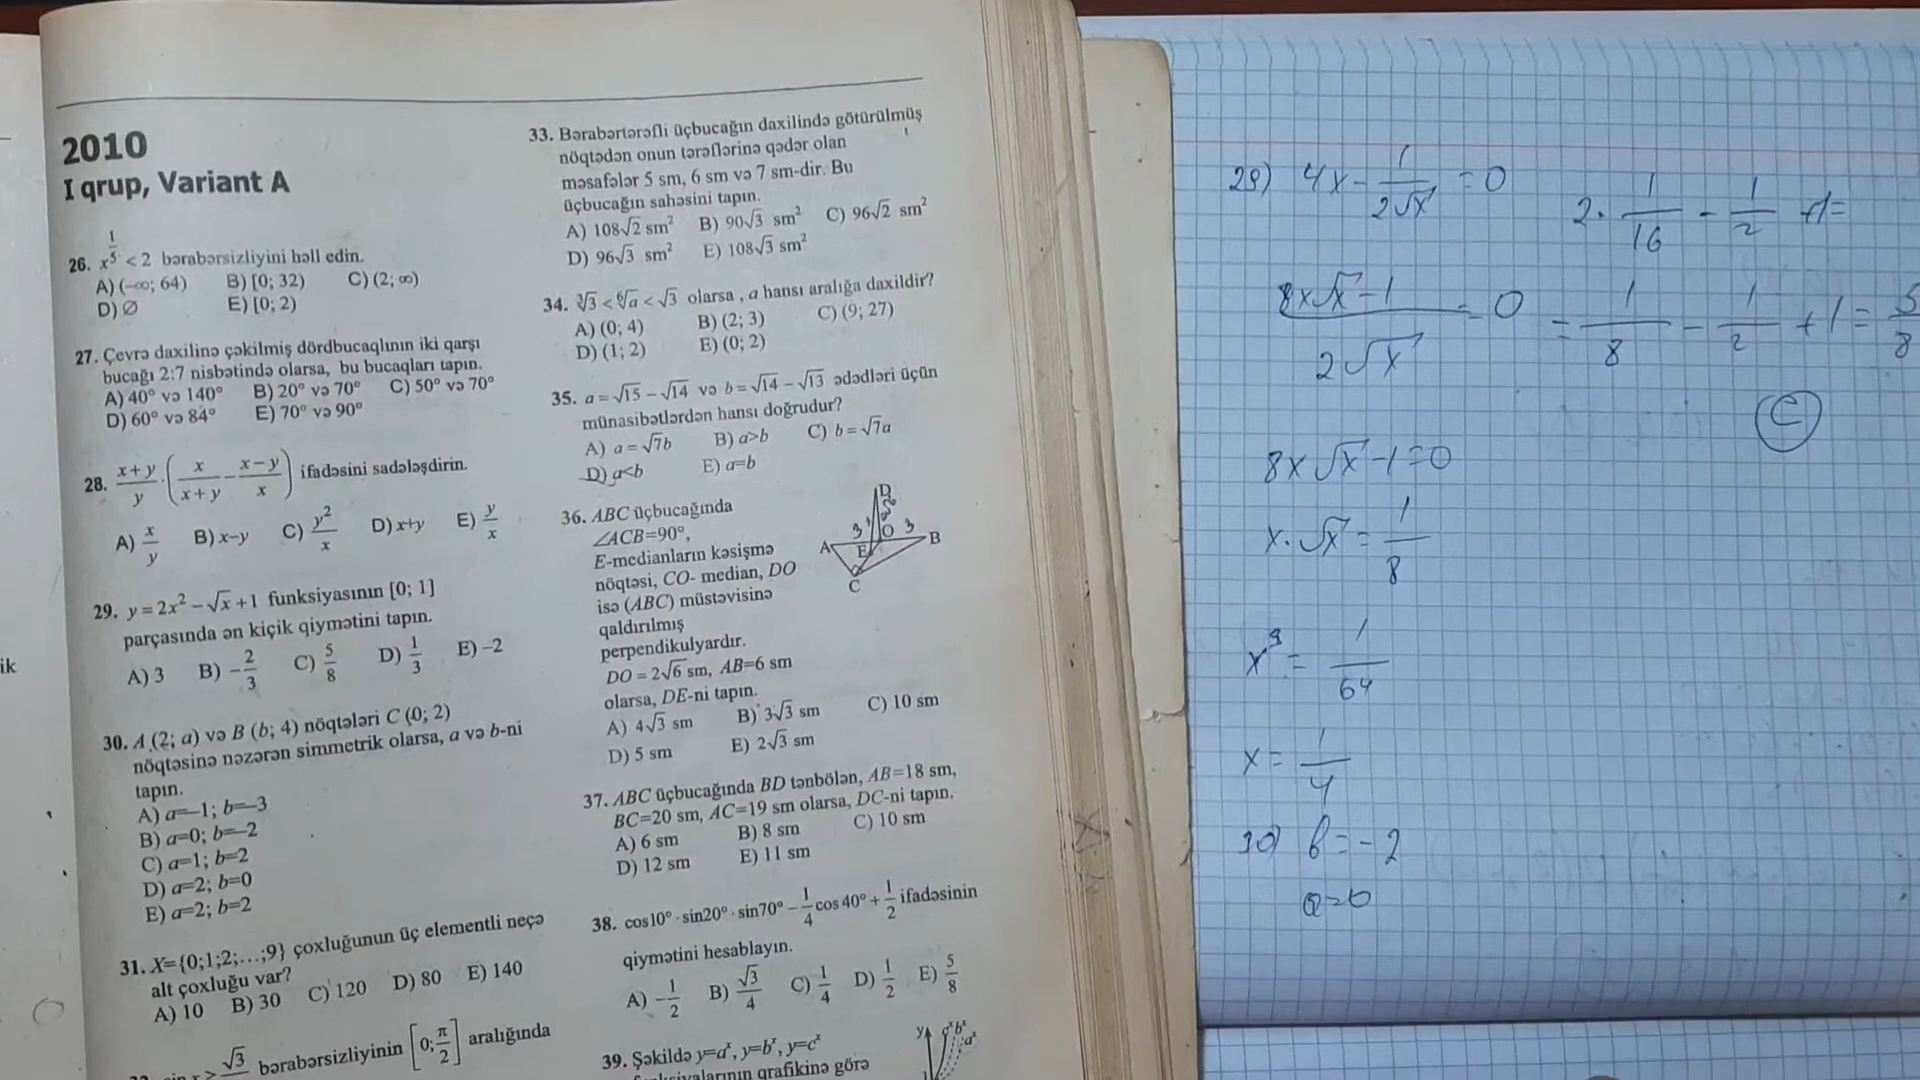 2010
I qrup, Variant A
26. x^(1/5) < 2 bərabərsizliyini həll edin.
A) (−∞; 64) B) [0; 32) C) (2; ∞)
D) ∅ E) [0; 2)
27. Çevrə daxilinə çəkilmiş dördbucaqlının iki qarşı
bucağı 2:7 nisbətində olarsa, bu bucaqları tapın.
A) 40° və 140° B) 20° və 70° C) 50° və 70°
D) 60° və 84° E) 70° və 90°
28. (x+y)/y · (x/(x+y) − (x−y)/x) ifadəsini sadələşdirin.
A) x/y B) x−y C) y²/x D) x+y E) y/x
29. y = 2x² − √x + 1 funksiyasının [0; 1]
parçasında ən kiçik qiymətini tapın.
A) 3 B) −2/3 C) 5/8 D) 1/3 E) −2
30. A (2; a) və B (b; 4) nöqtələri C (0; 2)
nöqtəsinə nəzərən simmetrik olarsa, a və b-ni
tapın.
A) a=−1; b=−3
B) a=0; b=−2
C) a=1; b=2
D) a=2; b=0
E) a=2; b=2
31. X={0;1;2;...;9} çoxluğunun üç elementli neçə
alt çoxluğu var?
A) 10 B) 30 C) 120 D) 80 E) 140
x > √3 bərabərsizliyinin [0; π/2] aralığında
33. Bərabərtərəfli üçbucağın daxilində götürülmüş
nöqtədən onun tərəflərinə qədər olan
məsafələr 5 sm, 6 sm və 7 sm-dir. Bu
üçbucağın sahəsini tapın.
A) 108√2 sm² B) 90√3 sm² C) 96√2 sm²
D) 96√3 sm² E) 108√3 sm²
34. ∛3 < ⁶√a < √3 olarsa , a hansı aralığa daxildir?
A) (0; 4) B) (2; 3) C) (9; 27)
D) (1; 2) E) (0; 2)
35. a = √15 − √14 və b = √14 − √13 ədədləri üçün
münasibətlərdən hansı doğrudur?
A) a = √7b B) a>b C) b = √7a
D) a<b E) a=b
36. ABC üçbucağında
∠ACB=90°,
E-medianların kəsişmə
nöqtəsi, CO- median, DO
isə (ABC) müstəvisinə
qaldırılmış
perpendikulyardır.
DO = 2√6 sm, AB=6 sm
olarsa, DE-ni tapın.
A) 4√3 sm B) 3√3 sm C) 10 sm
D) 5 sm E) 2√3 sm
D
3 O 3
A E B
C
37. ABC üçbucağında BD tənbölən, AB=18 sm,
BC=20 sm, AC=19 sm olarsa, DC-ni tapın.
A) 6 sm B) 8 sm C) 10 sm
D) 12 sm E) 11 sm
38. cos10° · sin20° · sin70° − 1/4 cos40° + 1/2 ifadəsinin
qiymətini hesablayın.
A) −1/2 B) √3/4 C) 1/4 D) 1/2 E) 5/8
39. Şəkildə y=aˣ, y=bˣ, y=cˣ
qrafikinə görə
y cˣ bˣ aˣ
ik
29) 4x − 1/(2√x) = 0
(8x√x − 1)/(2√x) = 0
8x√x − 1 = 0
x·√x = 1/8
x³ = 1/64
x = 1/4
30) b = −2
a = 0
2 · 1/16 − 1/2 + 1 =
= 1/8 − 1/2 + 1 = 5/8
C